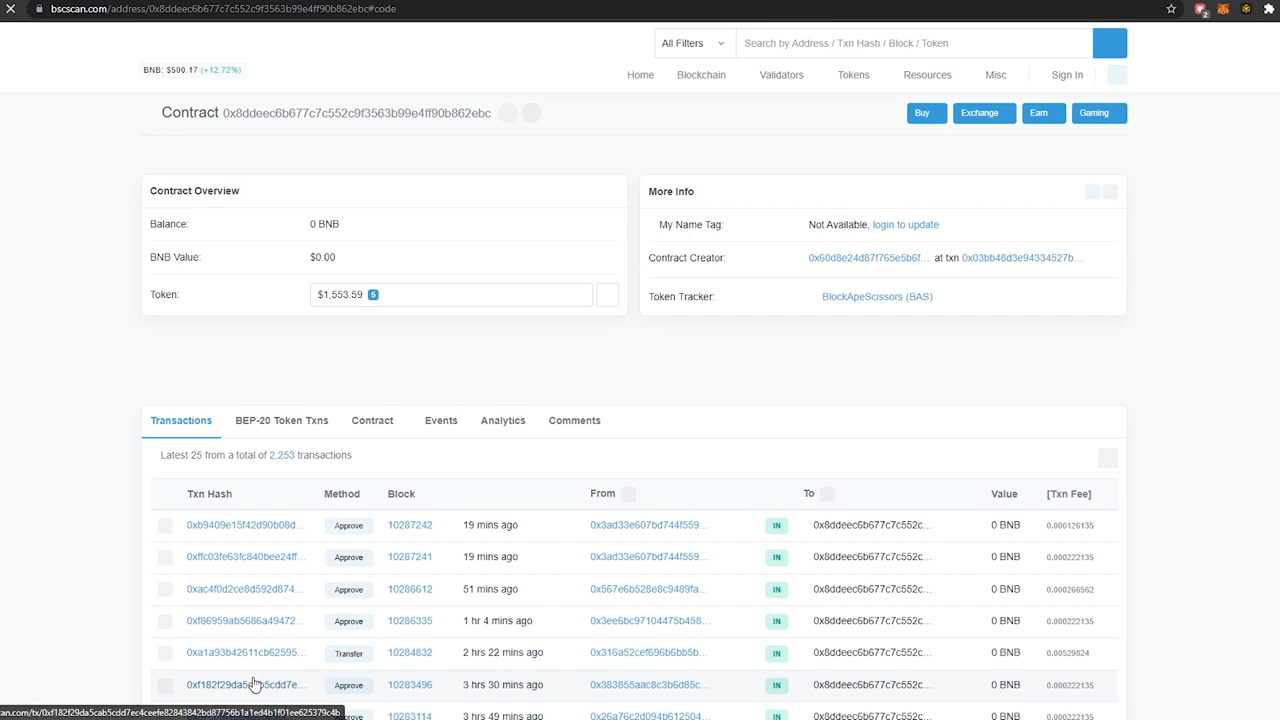 bscscan.com/address/0x8ddeec6b677c7c552c9f3563b99e4ff90b862ebc#code
2
All Filters
Search by Address / Txn Hash / Block / Token
BNB: $500.17 (+12.72%)
Home Blockchain Validators Tokens Resources Misc Sign In
Contract 0x8ddeec6b677c7c552c9f3563b99e4ff90b862ebc
Buy Exchange Earn Gaming
Contract Overview
Balance: 0 BNB
BNB Value: $0.00
Token: $1,553.59 5
More Info
My Name Tag: Not Available, login to update
Contract Creator: 0x60d8e24d87f765e5b6f... at txn 0x03bb48d3e94334527b...
Token Tracker: BlockApeScissors (BAS)
Transactions BEP-20 Token Txns Contract Events Analytics Comments
Latest 25 from a total of 2,253 transactions
Txn Hash Method Block From To Value [Txn Fee]
0xb9409e15f42d90b08d... Approve 10287242 19 mins ago 0x3ad33e607bd744f559... IN 0x8ddeec6b677c7c552c... 0 BNB 0.000126135
0xffc03fe63fc840bee24ff... Approve 10287241 19 mins ago 0x3ad33e607bd744f559... IN 0x8ddeec6b677c7c552c... 0 BNB 0.000222135
0xac4f0d2ce8d592d874... Approve 10286612 51 mins ago 0x567e6b528e8c9489fa... IN 0x8ddeec6b677c7c552c... 0 BNB 0.000266562
0xf86959ab5686a49472... Approve 10286335 1 hr 4 mins ago 0x3ee6bc97104475b458... IN 0x8ddeec6b677c7c552c... 0 BNB 0.000222135
0xa1a93b42611cb62595... Transfer 10284832 2 hrs 22 mins ago 0x316a52cef696b6bb5b... IN 0x8ddeec6b677c7c552c... 0 BNB 0.00529824
0xf182f29da5cab5cdd7e... Approve 10283496 3 hrs 30 mins ago 0x383855aac8c3b6d85c... IN 0x8ddeec6b677c7c552c... 0 BNB 0.000222135
10283114 3 hrs 49 mins ago 0x26a76c2d094b612504... IN 0x8ddeec6b677c7c552c... 0 BNB 0.000222135
can.com/tx/0xf182f29da5cab5cdd7ec4ceefe82843842bd87756b1a1ed4b1f01ee625379c4b